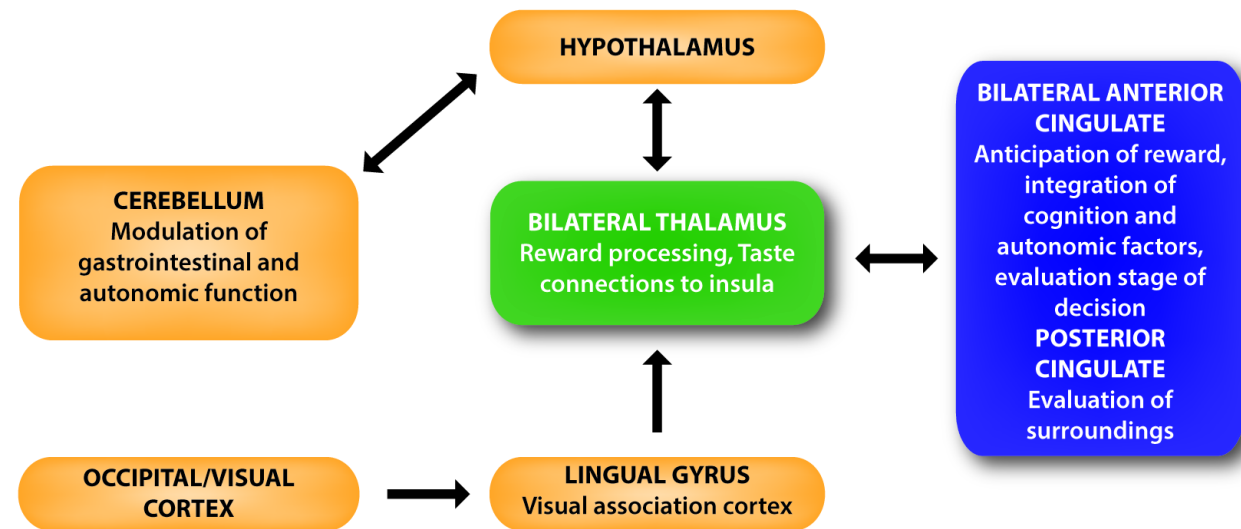 HYPOTHALAMUS
CEREBELLUM
Modulation of
gastrointestinal and
autonomic function
BILATERAL THALAMUS
Reward processing, Taste
connections to insula
BILATERAL ANTERIOR
CINGULATE
Anticipation of reward,
integration of
cognition and
autonomic factors,
evaluation stage of
decision
POSTERIOR
CINGULATE
Evaluation of
surroundings
OCCIPITAL/VISUAL
CORTEX
LINGUAL GYRUS
Visual association cortex